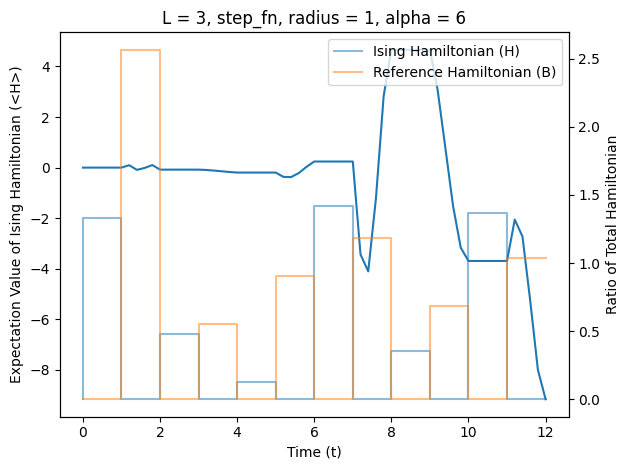 L = 3, step_fn, radius = 1, alpha = 6
Ising Hamiltonian (H)
Reference Hamiltonian (B)
Expectation Value of Ising Hamiltonian (<H>)
4
2
0
−2
−4
−6
−8
2.5
2.0
1.5
1.0
0.5
0.0
Ratio of Total Hamiltonian
0 2 4 6 8 10 12
Time (t)